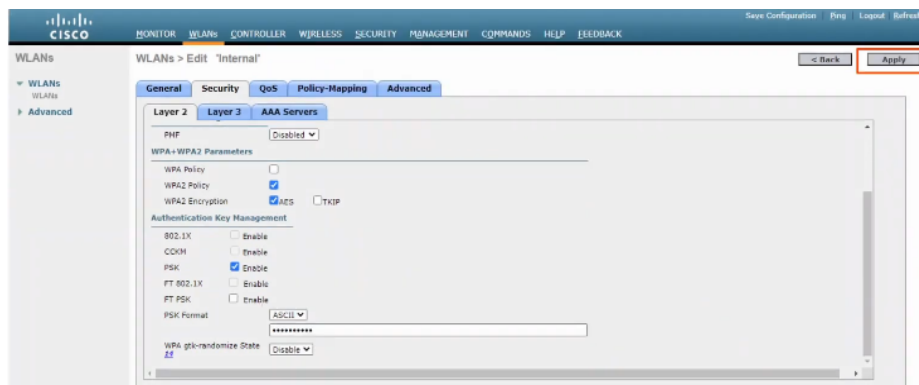 Save Configuration Ping Logout Refresh
CISCO
MONITOR WLANs CONTROLLER WIRELESS SECURITY MANAGEMENT COMMANDS HELP FEEDBACK
WLANs
WLANs > Edit 'Internal'
< Back Apply
WLANs
WLANs
Advanced
General Security QoS Policy-Mapping Advanced
Layer 2 Layer 3 AAA Servers
PMF Disabled
WPA+WPA2 Parameters
WPA Policy
WPA2 Policy
WPA2 Encryption AES TKIP
Authentication Key Management
802.1X Enable
CCKM Enable
PSK Enable
FT 802.1X Enable
FT PSK Enable
PSK Format ASCII
••••••••••
WPA gtk-randomize State Disable
14